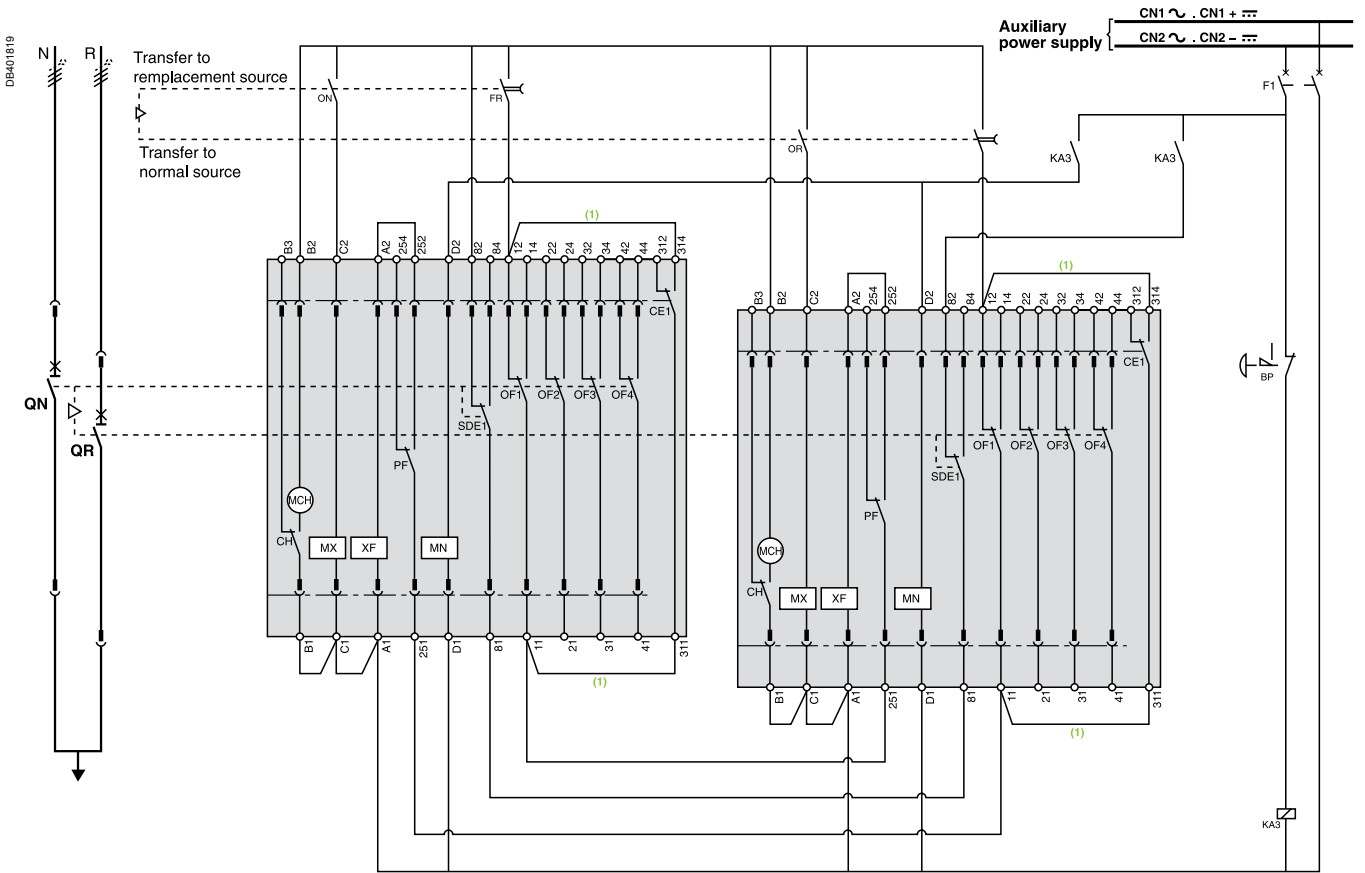 DB401819
N
R
Transfer to
remplacement source
Transfer to
normal source
ON
FR
OR
Auxiliary
power supply
CN1 ∿ . CN1 + ⎓
CN2 ∿ . CN2 – ⎓
F1
KA3
KA3
(1)
B3
B2
C2
A2
254
252
D2
82
84
12
14
22
24
32
34
42
44
312
314
CE1
OF1
OF2
OF3
OF4
SDE1
PF
MCH
CH
MX
XF
MN
B1
C1
A1
251
D1
81
11
21
31
41
311
(1)
QN
QR
(1)
B3
B2
C2
A2
254
252
D2
82
84
12
14
22
24
32
34
42
44
312
314
CE1
OF1
OF2
OF3
OF4
SDE1
PF
MCH
CH
MX
XF
MN
B1
C1
A1
251
D1
81
11
21
31
41
311
(1)
BP
KA3